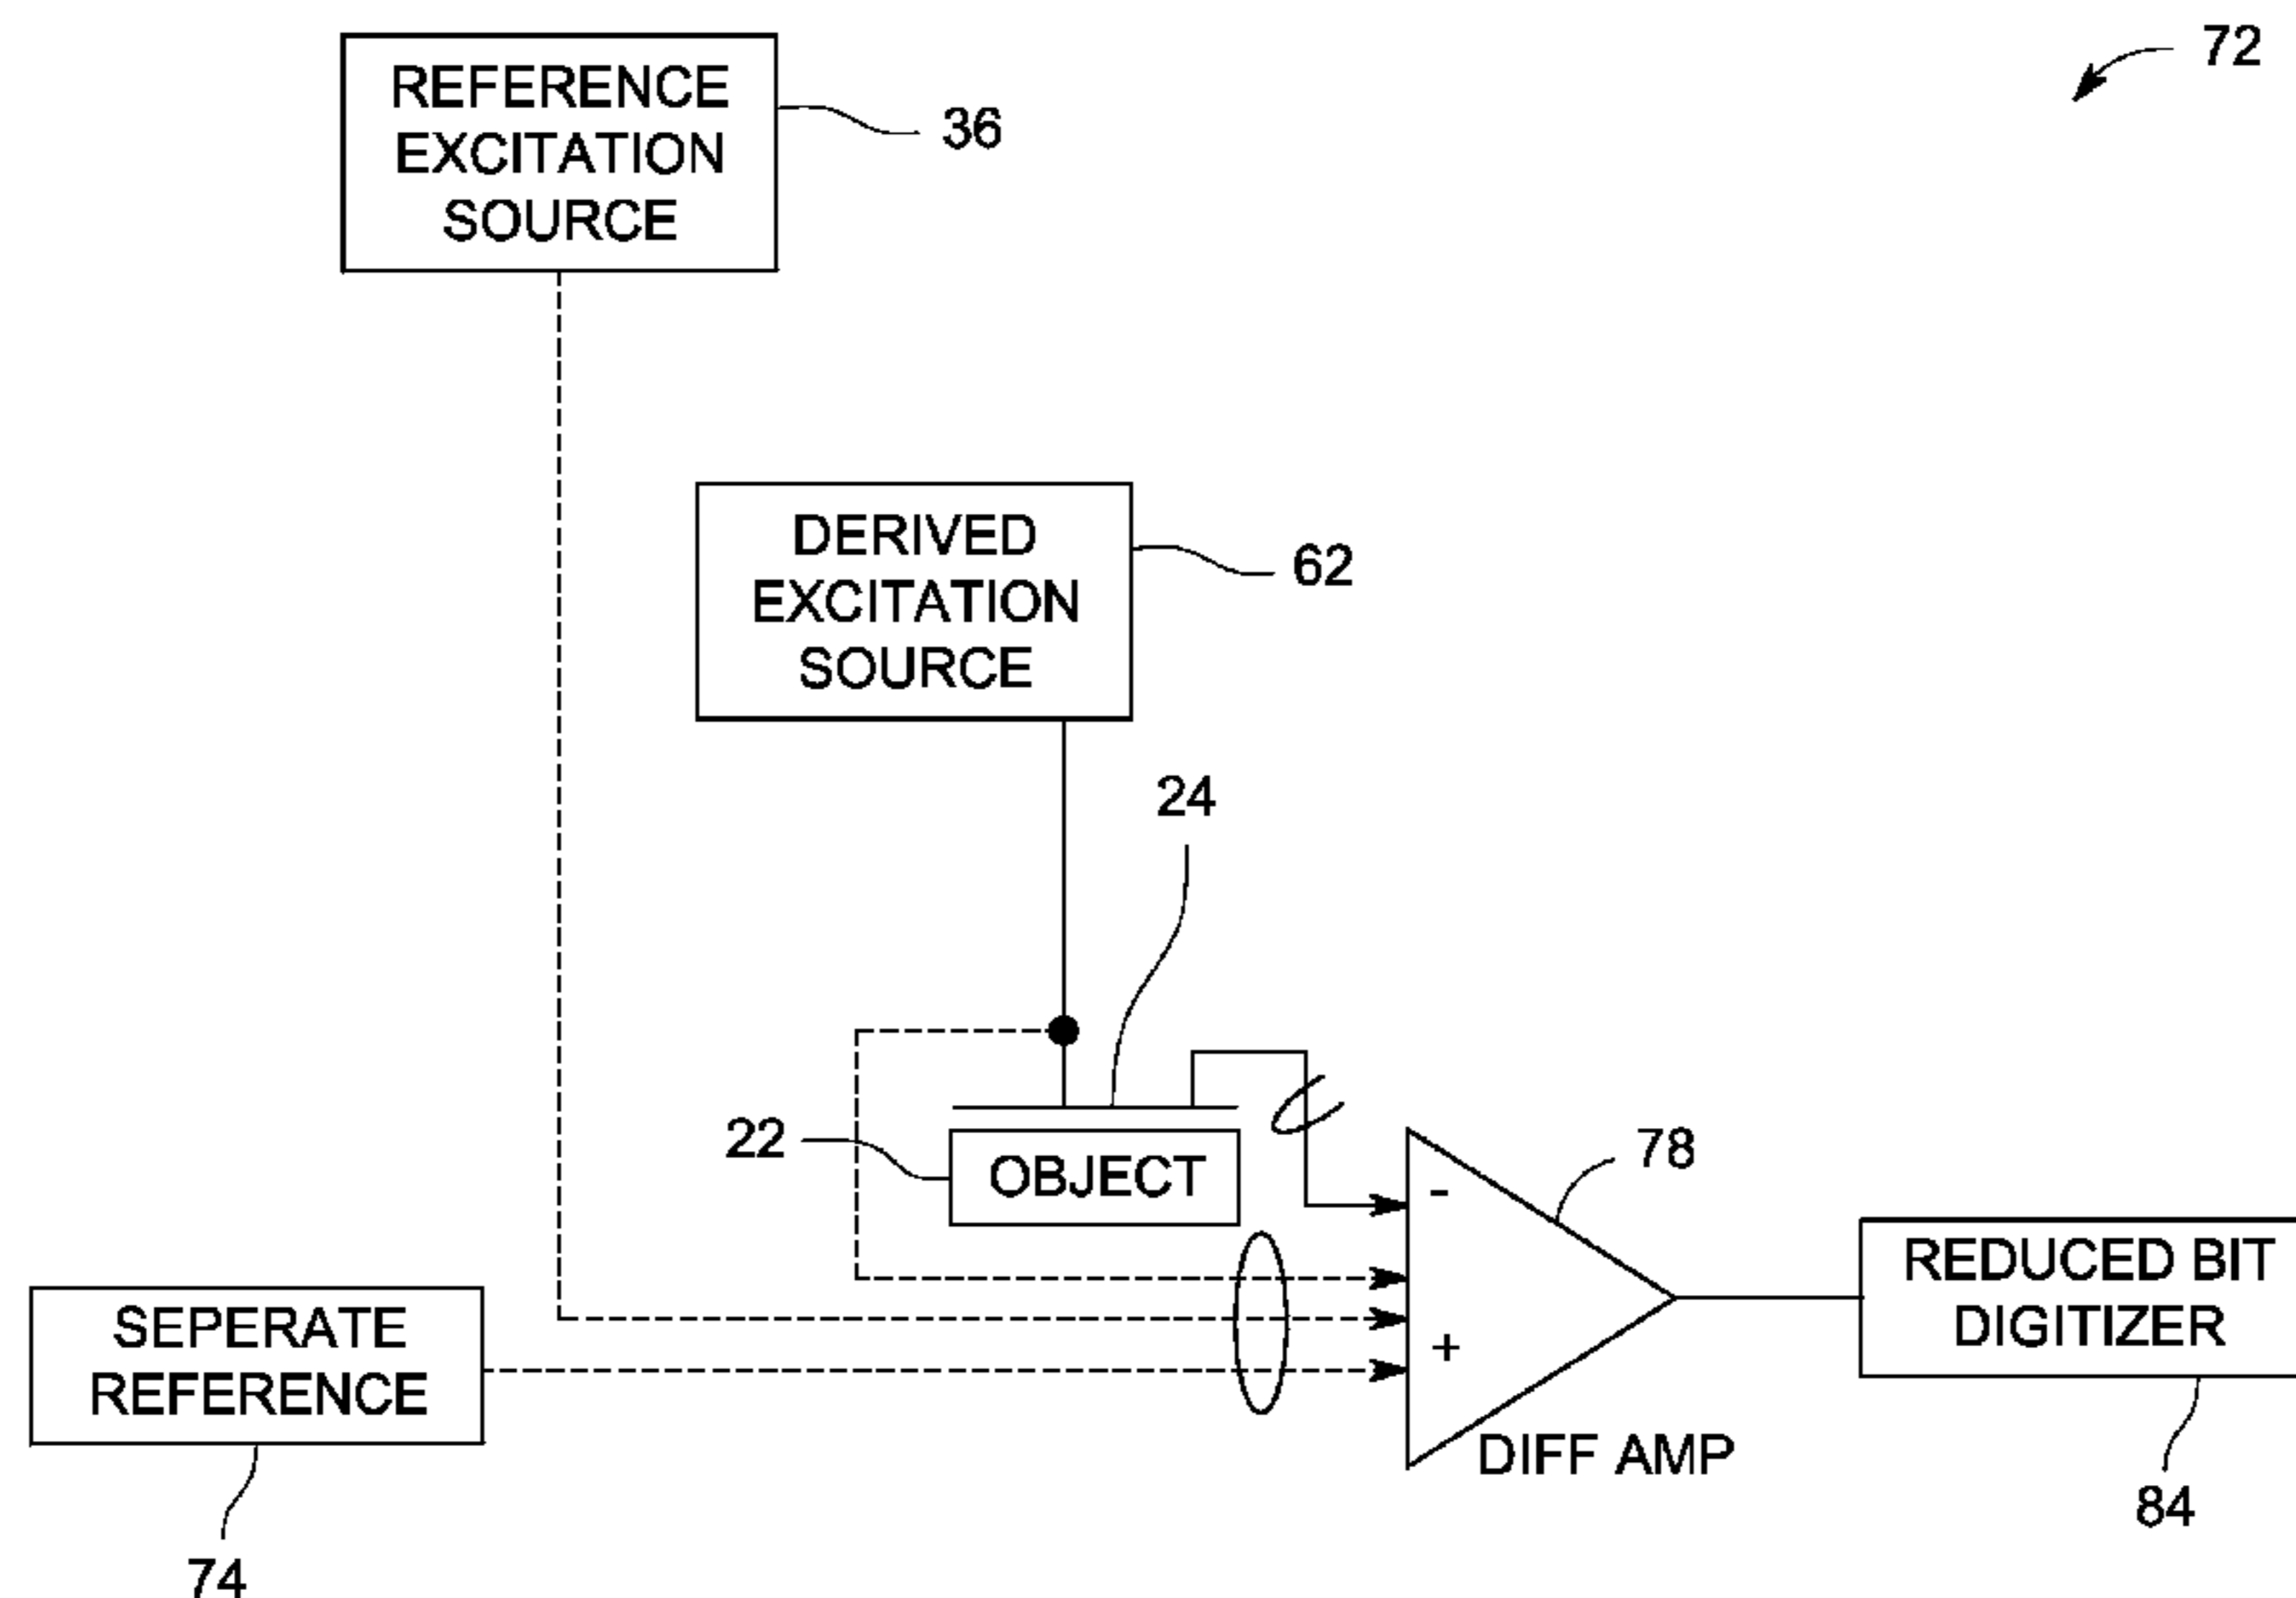 72
REFERENCE
EXCITATION
SOURCE
36
DERIVED
EXCITATION
SOURCE
62
24
22
OBJECT
78
-
+
DIFF AMP
SEPERATE
REFERENCE
74
REDUCED BIT
DIGITIZER
84